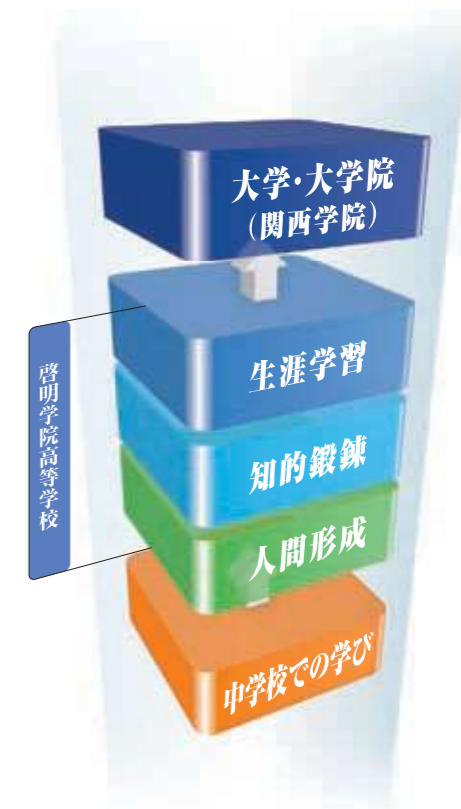 大学・大学院
(関西学院)
生涯学習
知的鍛錬
人間形成
中学校での学び
啓明学院高等学校